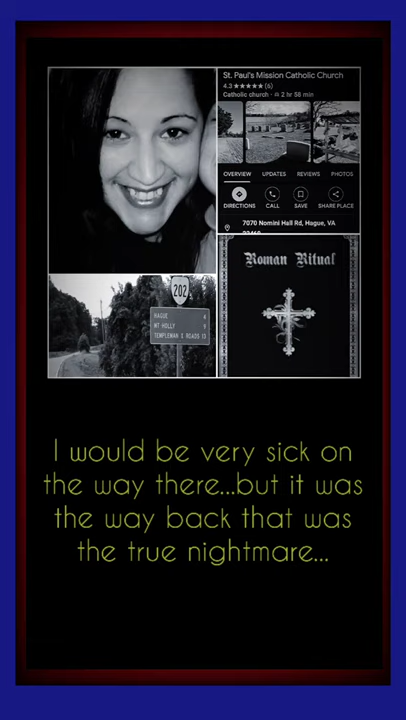 St. Paul's Mission Catholic Church
4.3 ★★★★★ (6)
Catholic church · 2 hr 56 min
OVERVIEW UPDATES REVIEWS PHOTOS
DIRECTIONS CALL SAVE SHARE PLACE
7070 Nomini Hall Rd, Hague, VA
202
HAGUE 4
MT HOLLY 9
TEMPLEMAN X ROADS 13
Roman Ritual
I would be very sick on
the way there...but it was
the way back that was
the true nightmare...